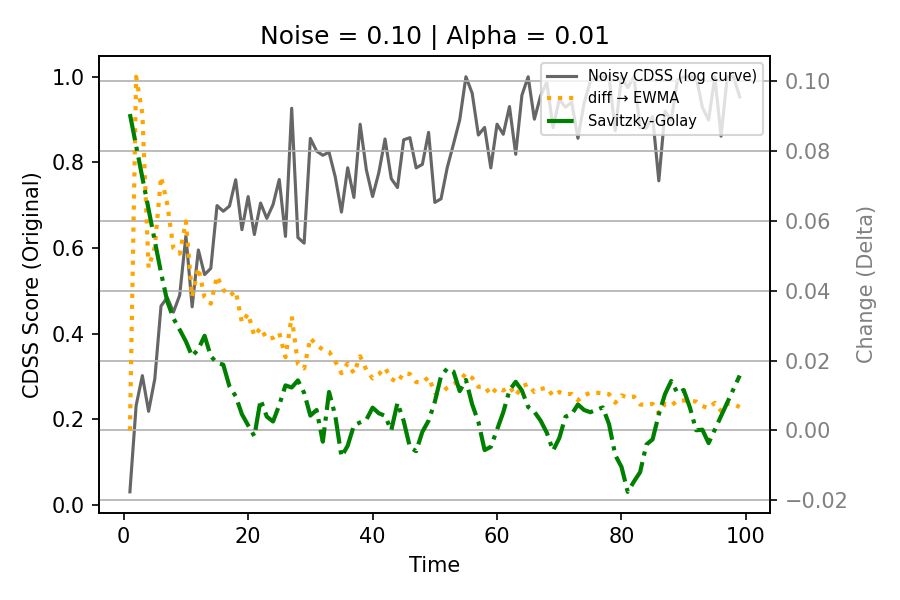 Noise = 0.10 | Alpha = 0.01
Noisy CDSS (log curve)
diff → EWMA
Savitzky-Golay
CDSS Score (Original)
1.0
0.8
0.6
0.4
0.2
0.0
0.10
0.08
0.06
0.04
0.02
0.00
−0.02
Change (Delta)
0
20
40
60
80
100
Time